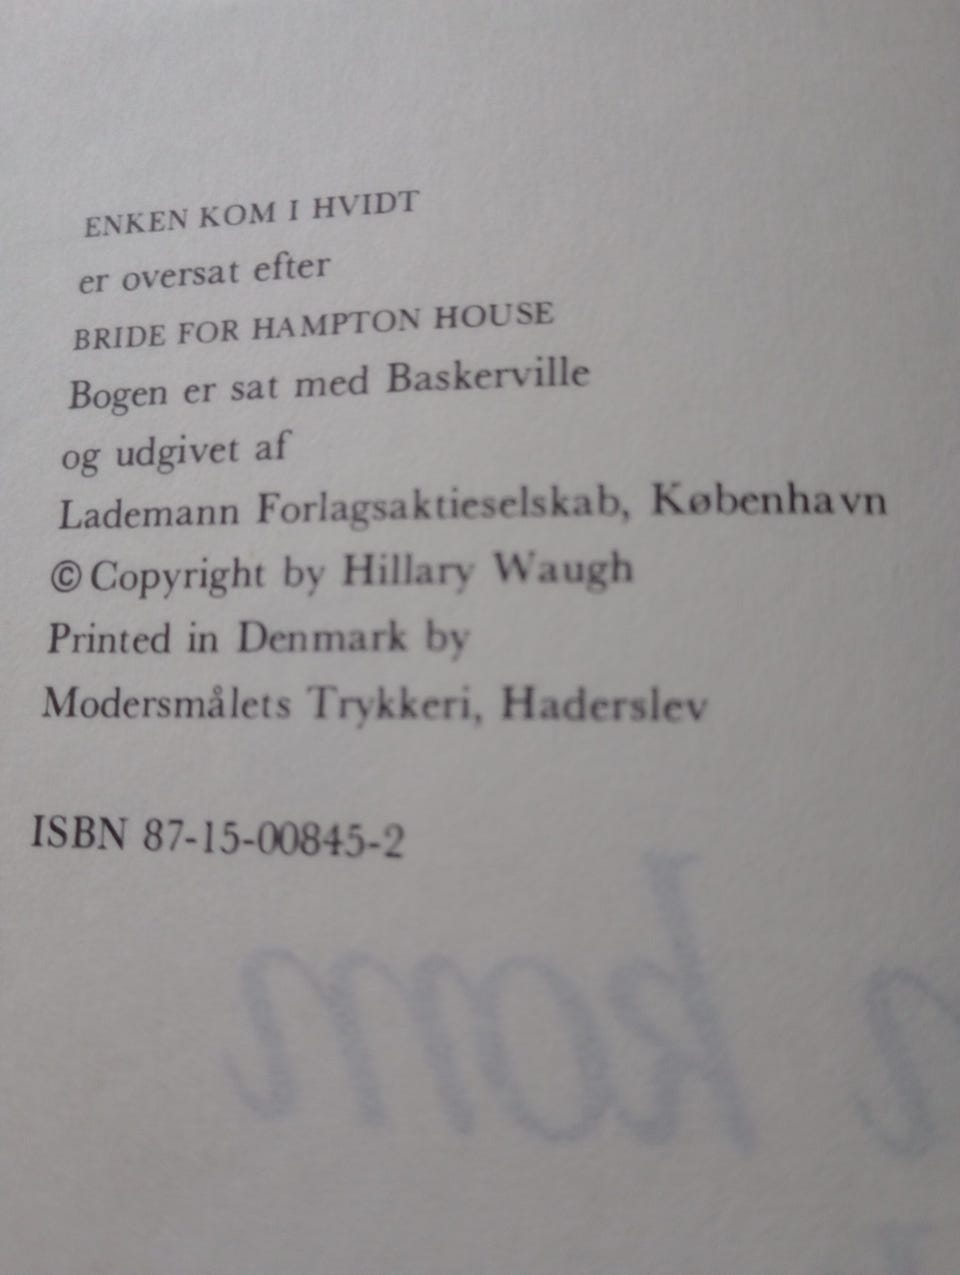 ENKEN KOM I HVIDT
er oversat efter
BRIDE FOR HAMPTON HOUSE
Bogen er sat med Baskerville
og udgivet af
Lademann Forlagsaktieselskab, København
© Copyright by Hillary Waugh
Printed in Denmark by
Modersmålets Trykkeri, Haderslev
ISBN 87-15-00845-2
kom